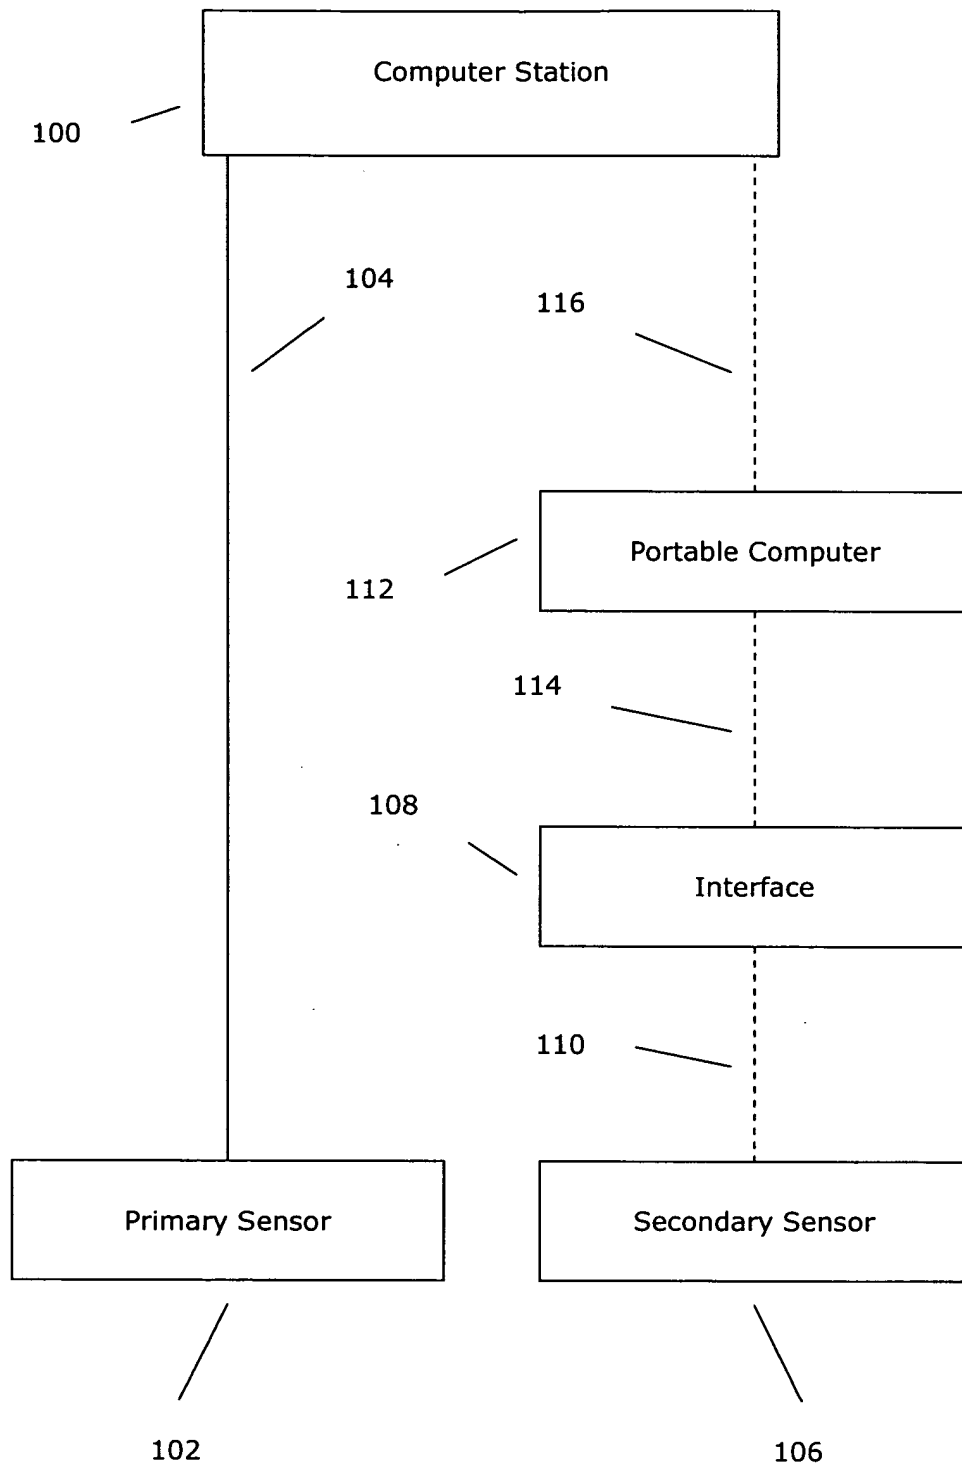 Computer Station
100
104
116
Portable Computer
112
114
108
Interface
110
Primary Sensor
Secondary Sensor
102
106